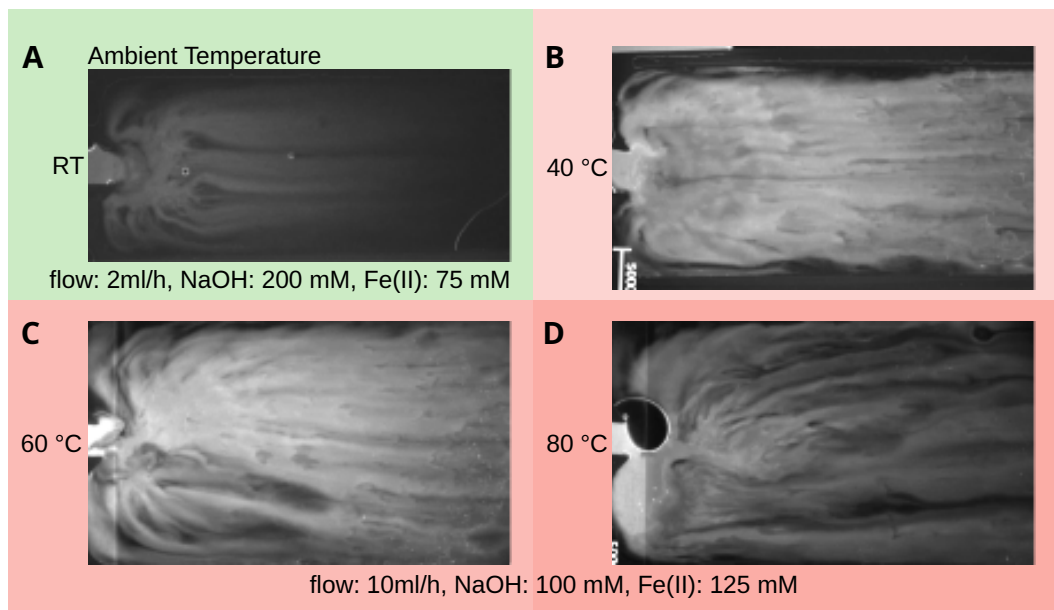 A
Ambient Temperature
RT
flow: 2ml/h, NaOH: 200 mM, Fe(II): 75 mM
B
40 °C
C
60 °C
D
80 °C
flow: 10ml/h, NaOH: 100 mM, Fe(II): 125 mM